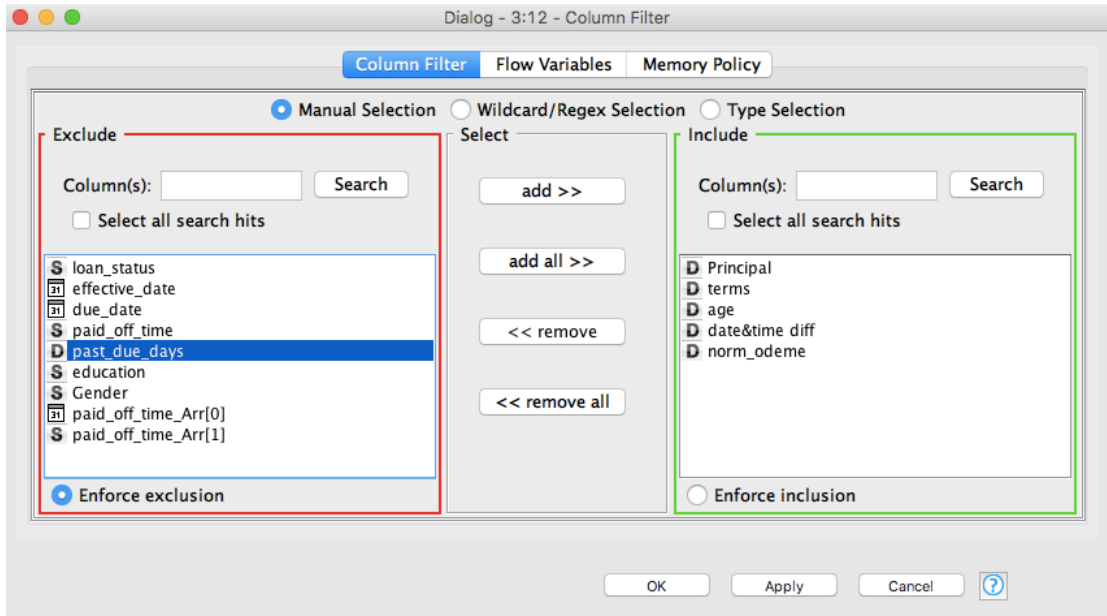 Dialog - 3:12 - Column Filter
Column Filter Flow Variables Memory Policy
Manual Selection Wildcard/Regex Selection Type Selection
Exclude
Column(s): Search
Select all search hits
S loan_status
31 effective_date
31 due_date
S paid_off_time
D past_due_days
S education
S Gender
31 paid_off_time_Arr[0]
S paid_off_time_Arr[1]
Enforce exclusion
Select
add >>
add all >>
<< remove
<< remove all
Include
Column(s): Search
Select all search hits
D Principal
D terms
D age
D date&time diff
D norm_odeme
Enforce inclusion
OK Apply Cancel ?